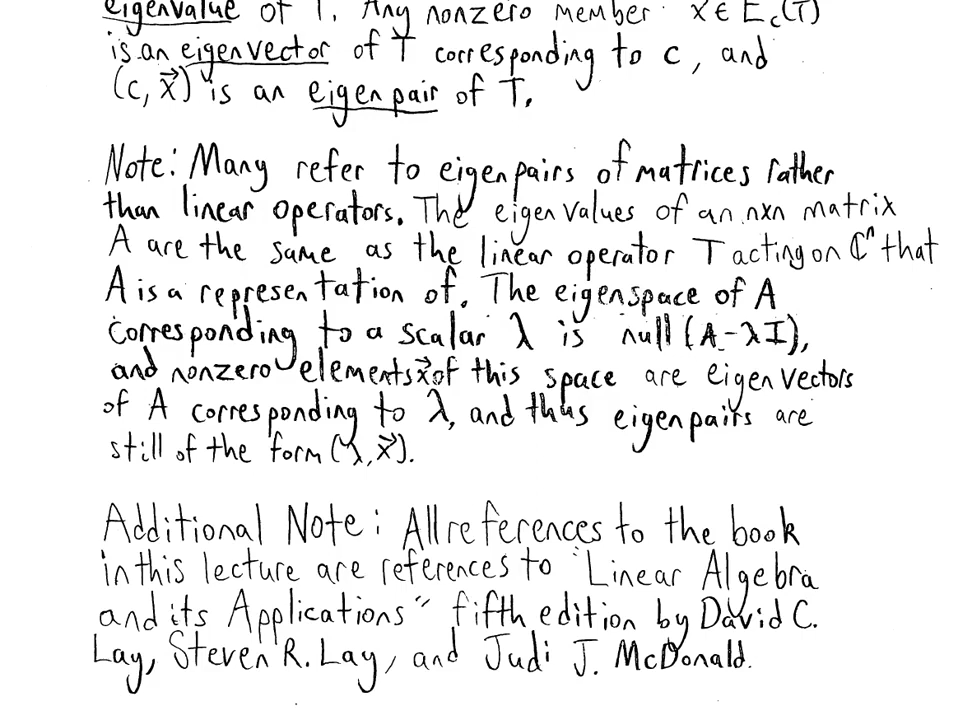 eigenvalue of T. Any nonzero member x ∈ E_c(T)
is an eigenvector of T corresponding to c, and
(c, x⃗) is an eigenpair of T.
Note: Many refer to eigenpairs of matrices rather
than linear operators. The eigenvalues of an nxn matrix
A are the same as the linear operator T acting on ℂⁿ that
A is a representation of. The eigenspace of A
corresponding to a scalar λ is null(A-λI),
and nonzero elements x⃗ of this space are eigenvectors
of A corresponding to λ, and thus eigenpairs are
still of the form (λ, x⃗).
Additional Note: All references to the book
in this lecture are references to "Linear Algebra
and its Applications" fifth edition by David C.
Lay, Steven R. Lay, and Judi J. McDonald.